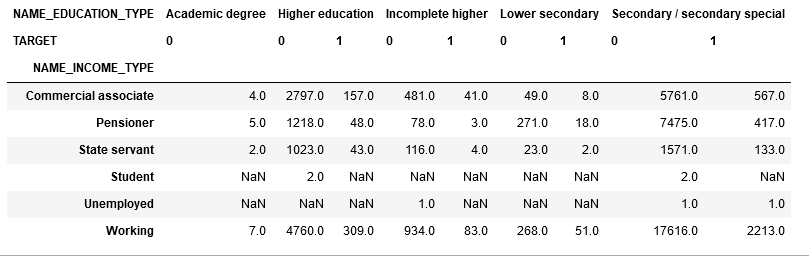 NAME_EDUCATION_TYPE Academic degree Higher education Incomplete higher Lower secondary Secondary / secondary special
TARGET 0 0 1 0 1 0 1 0 1
NAME_INCOME_TYPE
Commercial associate 4.0 2797.0 157.0 481.0 41.0 49.0 8.0 5761.0 567.0
Pensioner 5.0 1218.0 48.0 78.0 3.0 271.0 18.0 7475.0 417.0
State servant 2.0 1023.0 43.0 116.0 4.0 23.0 2.0 1571.0 133.0
Student NaN 2.0 NaN NaN NaN NaN NaN 2.0 NaN
Unemployed NaN NaN NaN 1.0 NaN NaN NaN 1.0 1.0
Working 7.0 4760.0 309.0 934.0 83.0 268.0 51.0 17616.0 2213.0